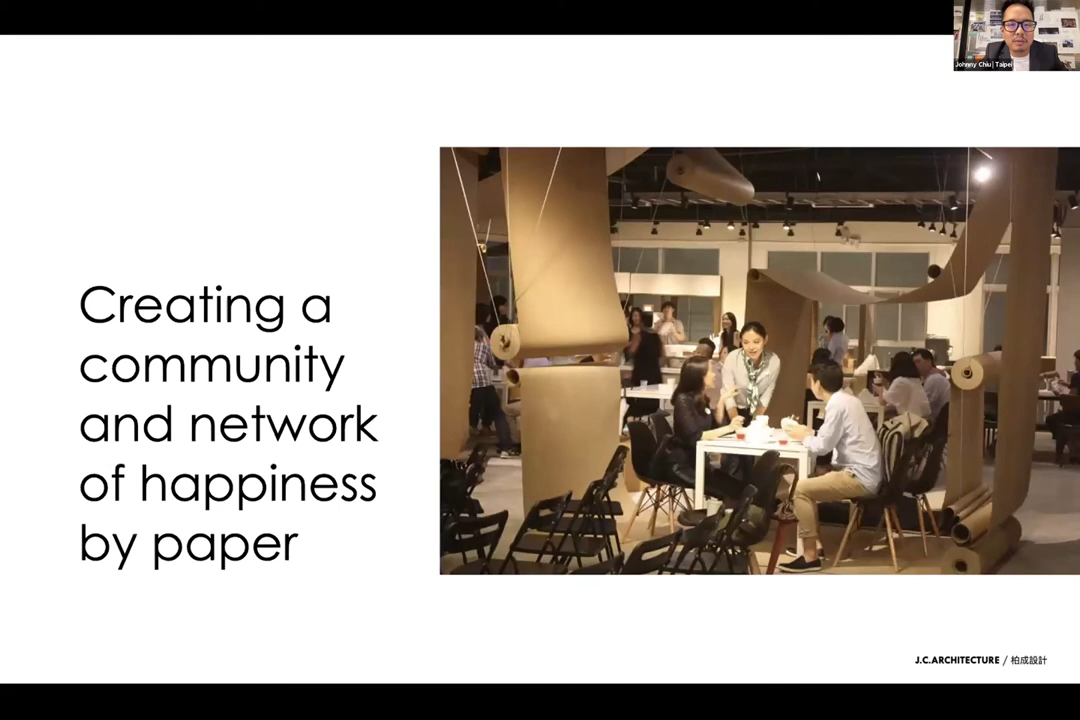 Johnny Chiu | Taipei
Creating a
community
and network
of happiness
by paper
J.C.ARCHITECTURE / 柏成設計